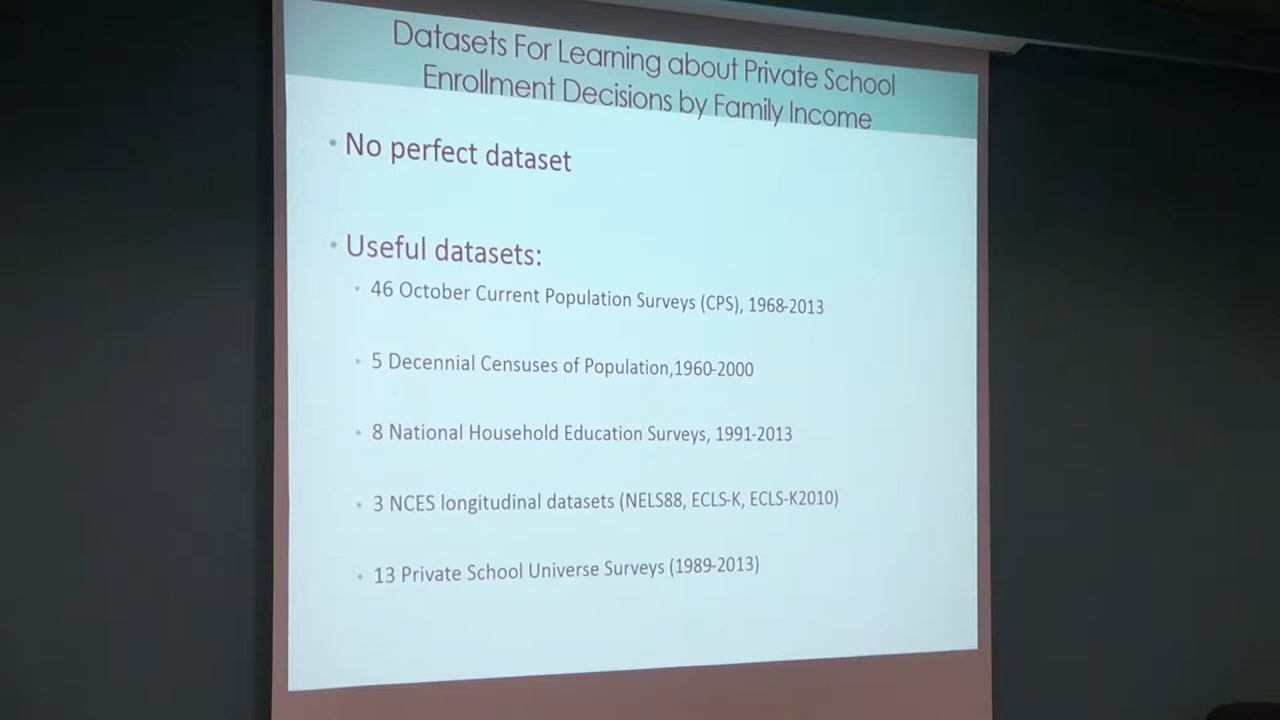 Datasets For Learning about Private School
Enrollment Decisions by Family Income
• No perfect dataset
• Useful datasets:
• 46 October Current Population Surveys (CPS), 1968-2013
• 5 Decennial Censuses of Population,1960-2000
• 8 National Household Education Surveys, 1991-2013
• 3 NCES longitudinal datasets (NELS88, ECLS-K, ECLS-K2010)
• 13 Private School Universe Surveys (1989-2013)